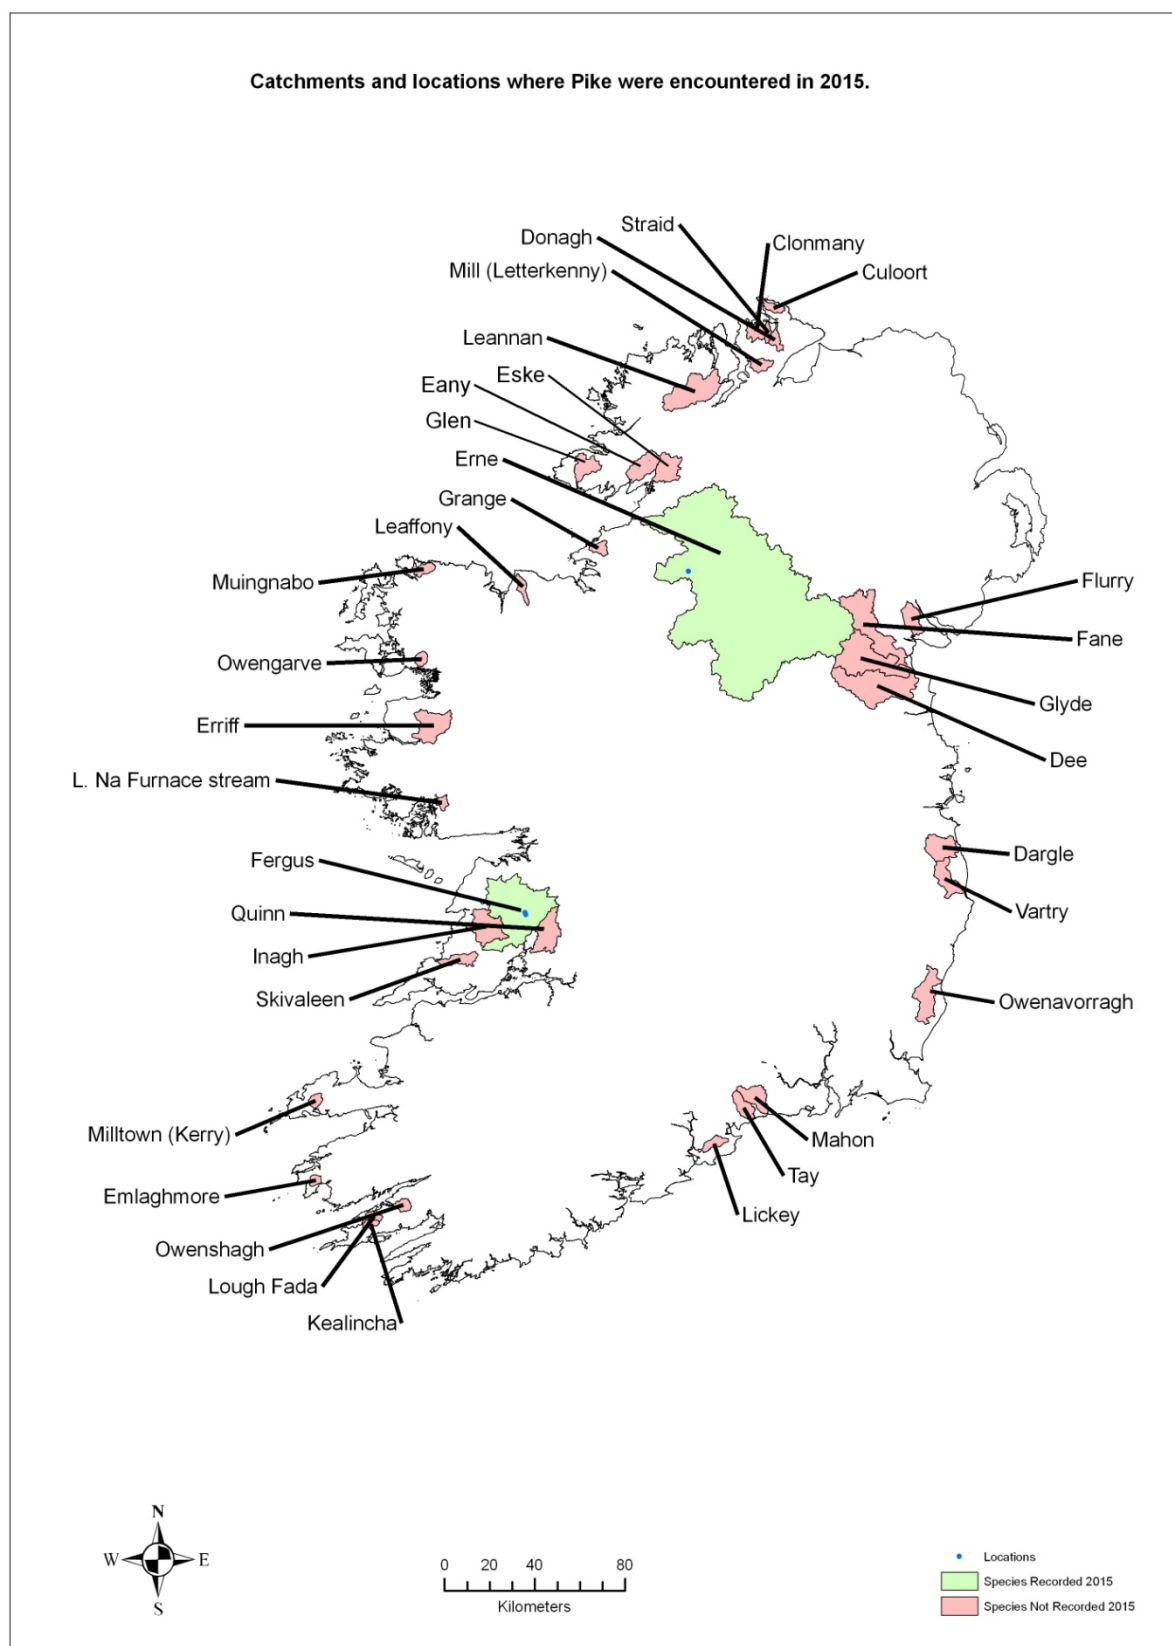 Catchments and locations where Pike were encountered in 2015.
Straid
Donagh
Clonmany
Mill (Letterkenny)
Culoort
Leannan
Eske
Eany
Glen
Erne
Grange
Leaffony
Muingnabo
Flurry
Fane
Owengarve
Glyde
Erriff
Dee
L. Na Furnace stream
Fergus
Dargle
Quinn
Vartry
Inagh
Skivaleen
Owenavorragh
Milltown (Kerry)
Mahon
Tay
Emlaghmore
Lickey
Owenshagh
Lough Fada
Kealincha
N
W
E
S
0 20 40 80
Kilometers
Locations
Species Recorded 2015
Species Not Recorded 2015